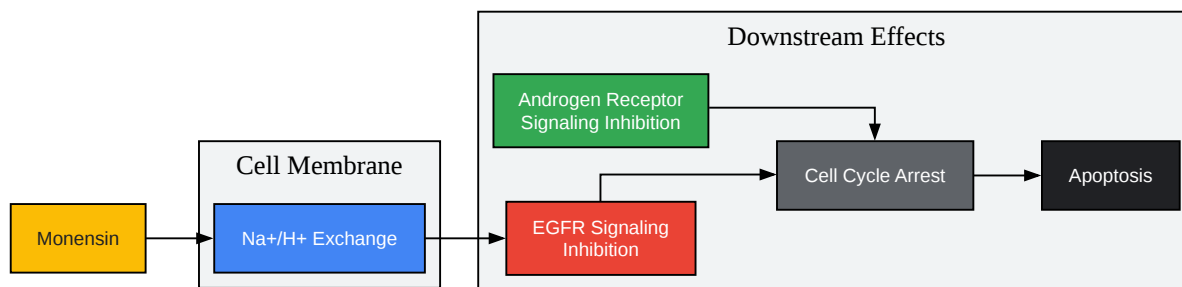 Downstream Effects
Androgen Receptor
Signaling Inhibition
Cell Membrane
Cell Cycle Arrest
Apoptosis
Monensin
Na+/H+ Exchange
EGFR Signaling
Inhibition